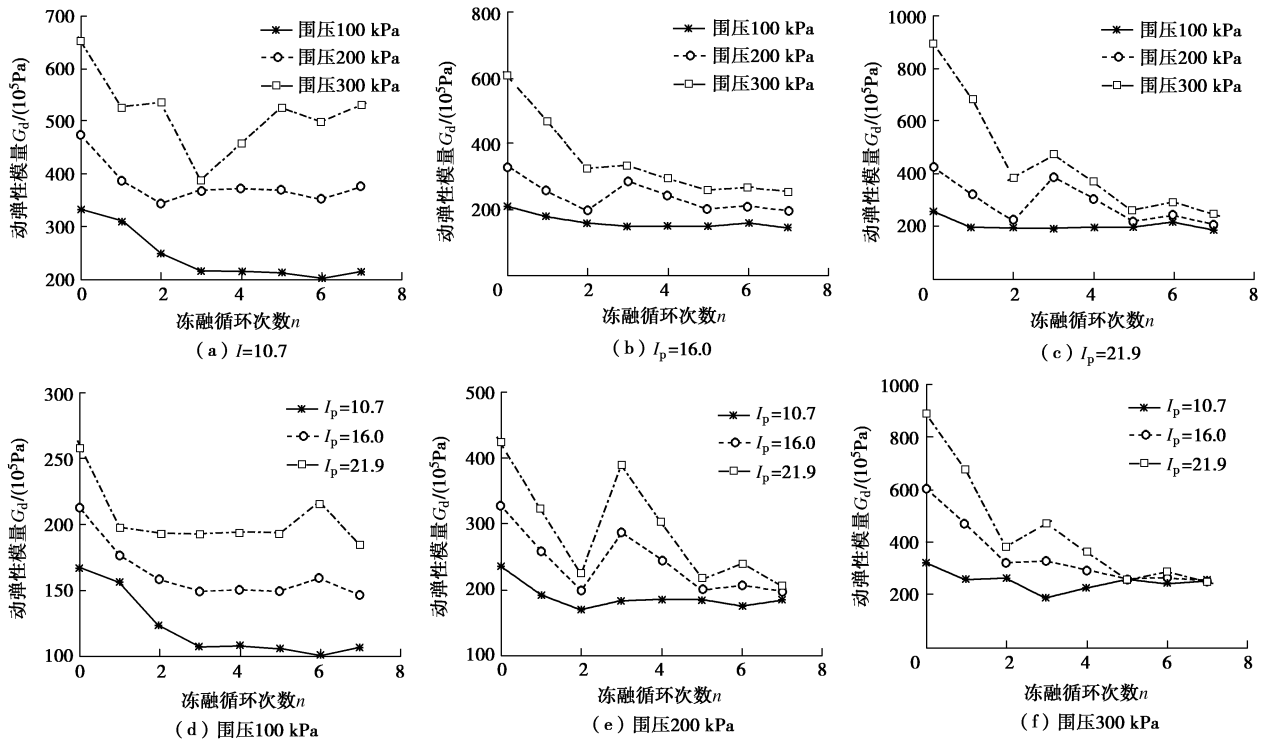 动弹性模量Gd/(10⁵Pa)
700
600
500
400
300
200
0
2
4
6
8
围压100 kPa
围压200 kPa
围压300 kPa
冻融循环次数n
(a) I=10.7
动弹性模量Gd/(10⁵Pa)
800
600
400
200
0
2
4
6
8
围压100 kPa
围压200 kPa
围压300 kPa
冻融循环次数n
(b) Ip=16.0
动弹性模量Gd/(10⁵Pa)
1000
800
600
400
200
0
2
4
6
8
围压100 kPa
围压200 kPa
围压300 kPa
冻融循环次数n
(c) Ip=21.9
动弹性模量Gd/(10⁵Pa)
300
250
200
150
100
0
2
4
6
8
Ip=10.7
Ip=16.0
Ip=21.9
冻融循环次数n
(d) 围压100 kPa
动弹性模量Gd/(10⁵Pa)
500
400
300
200
100
0
2
4
6
8
Ip=10.7
Ip=16.0
Ip=21.9
冻融循环次数n
(e) 围压200 kPa
动弹性模量Gd/(10⁵Pa)
1000
800
600
400
200
0
2
4
6
8
Ip=10.7
Ip=16.0
Ip=21.9
冻融循环次数n
(f) 围压300 kPa